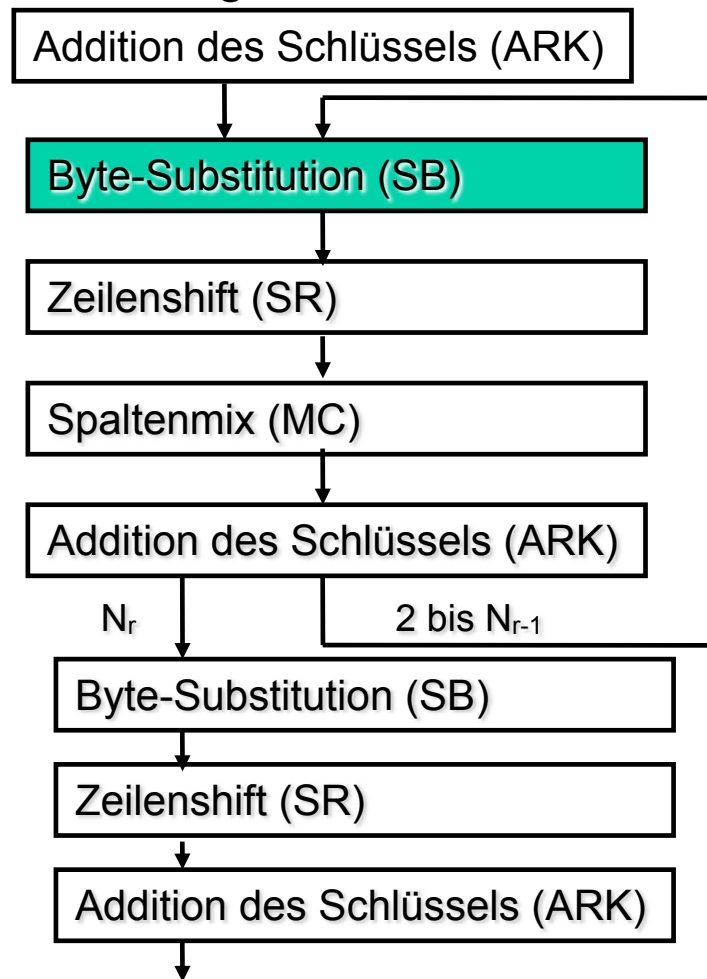 Addition des Schlüssels (ARK)
Byte-Substitution (SB)
Zeilenshift (SR)
Spaltenmix (MC)
Addition des Schlüssels (ARK)
Nr 2 bis Nr-1
Byte-Substitution (SB)
Zeilenshift (SR)
Addition des Schlüssels (ARK)